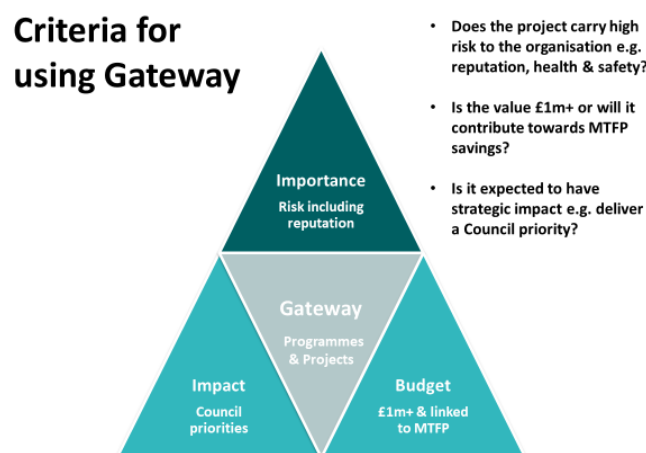 Criteria for
using Gateway
• Does the project carry high
risk to the organisation e.g.
reputation, health & safety?
• Is the value £1m+ or will it
contribute towards MTFP
savings?
• Is it expected to have
strategic impact e.g. deliver
a Council priority?
Importance
Risk including
reputation
Gateway
Programmes
& Projects
Impact
Council
priorities
Budget
£1m+ & linked
to MTFP